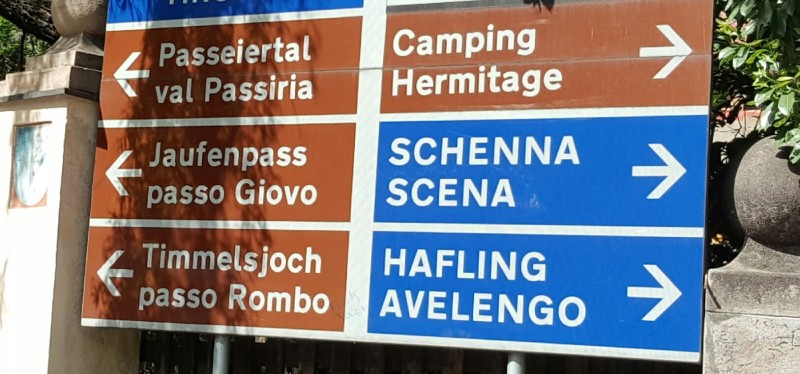 Passeiertal
val Passiria
Jaufenpass
passo Giovo
Timmelsjoch
passo Rombo
Camping
Hermitage
SCHENNA
SCENA
HAFLING
AVELENGO